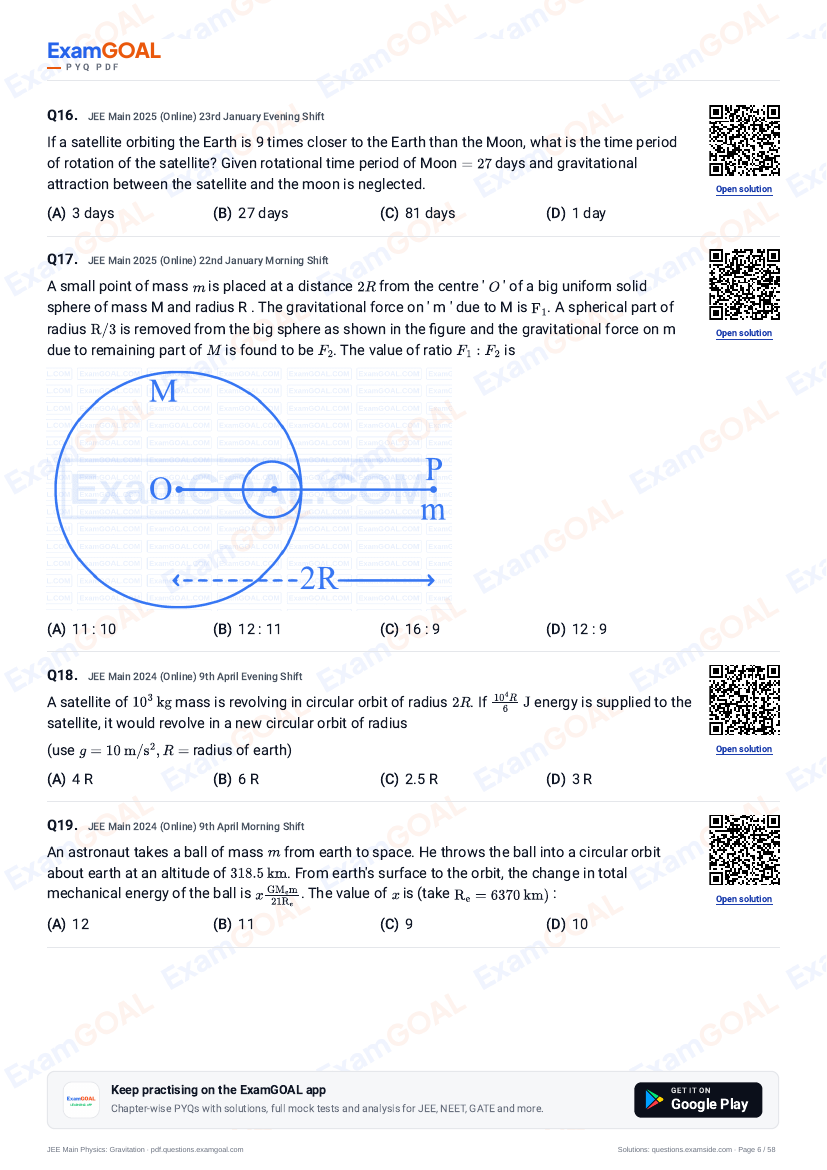 ExamGOAL
PYQ PDF
Q16. JEE Main 2025 (Online) 23rd January Evening Shift
If a satellite orbiting the Earth is 9 times closer to the Earth than the Moon, what is the time period
of rotation of the satellite? Given rotational time period of Moon = 27 days and gravitational
attraction between the satellite and the moon is neglected.
Open solution
(A) 3 days (B) 27 days (C) 81 days (D) 1 day
Q17. JEE Main 2025 (Online) 22nd January Morning Shift
A small point of mass m is placed at a distance 2R from the centre ' O ' of a big uniform solid
sphere of mass M and radius R . The gravitational force on ' m ' due to M is F₁. A spherical part of
radius R/3 is removed from the big sphere as shown in the figure and the gravitational force on m
due to remaining part of M is found to be F₂. The value of ratio F₁ : F₂ is
Open solution
M
O
P
m
2R
ExamGOAL.COM
(A) 11 : 10 (B) 12 : 11 (C) 16 : 9 (D) 12 : 9
Q18. JEE Main 2024 (Online) 9th April Evening Shift
A satellite of 10³ kg mass is revolving in circular orbit of radius 2R. If 10⁴R/6 J energy is supplied to the
satellite, it would revolve in a new circular orbit of radius
(use g = 10 m/s², R = radius of earth)
Open solution
(A) 4 R (B) 6 R (C) 2.5 R (D) 3 R
Q19. JEE Main 2024 (Online) 9th April Morning Shift
An astronaut takes a ball of mass m from earth to space. He throws the ball into a circular orbit
about earth at an altitude of 318.5 km. From earth's surface to the orbit, the change in total
mechanical energy of the ball is x GMₑm/21Rₑ. The value of x is (take Rₑ = 6370 km) :
Open solution
(A) 12 (B) 11 (C) 9 (D) 10
ExamGOAL
Keep practising on the ExamGOAL app
Chapter-wise PYQs with solutions, full mock tests and analysis for JEE, NEET, GATE and more.
GET IT ON
Google Play
JEE Main Physics: Gravitation · pdf.questions.examgoal.com
Solutions: questions.examside.com · Page 6 / 58